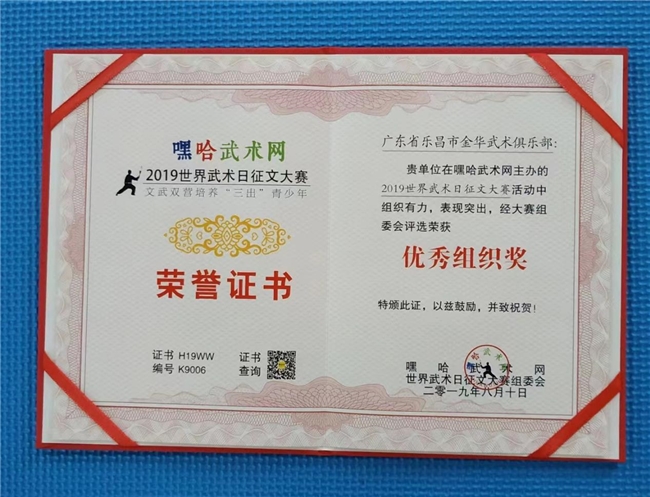 嘿哈武术网
2019世界武术日征文大赛
文武双营培养“三出”青少年
荣誉证书
证书 H19WW 证书
编号 K9006 查询
广东省乐昌市金华武术俱乐部:
贵单位在嘿哈武术网主办的
2019世界武术日征文大赛活动中
组织有力，表现突出，经大赛组
委会评选荣获
优秀组织奖
特颁此证，以兹鼓励，并致祝贺!
嘿哈武术网
世界武术日征文大赛组委会
二零一九年八月十日